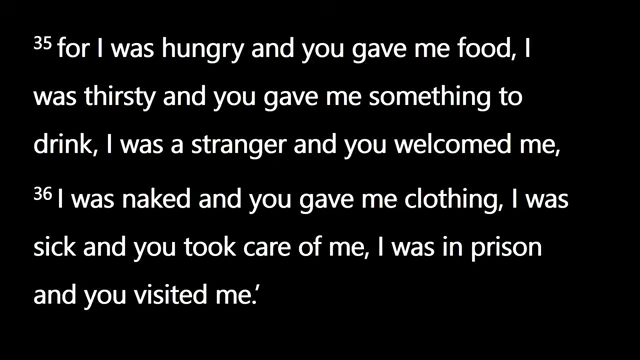 35 for I was hungry and you gave me food, I
was thirsty and you gave me something to
drink, I was a stranger and you welcomed me,
36 I was naked and you gave me clothing, I was
sick and you took care of me, I was in prison
and you visited me.’